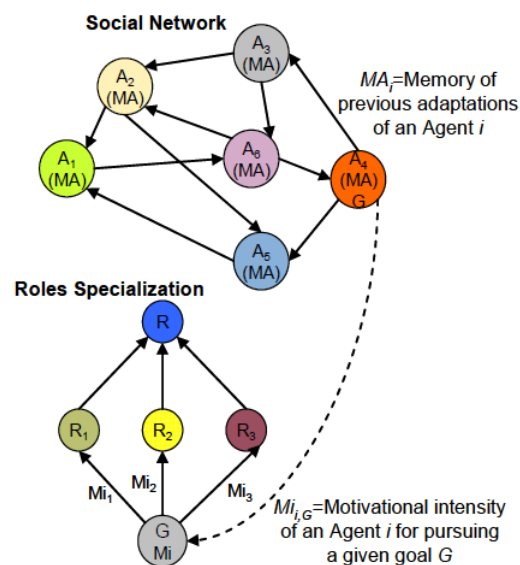 Social Network
A3
(MA)
A2
(MA)
MAi=Memory of
previous adaptations
of an Agent i
A6
(MA)
A1
(MA)
A4
(MA)
G
A5
(MA)
Roles Specialization
R
R1
R2
R3
Mi1
Mi2
Mi3
G
Mi
Mii,G=Motivational intensity
of an Agent i for pursuing
a given goal G